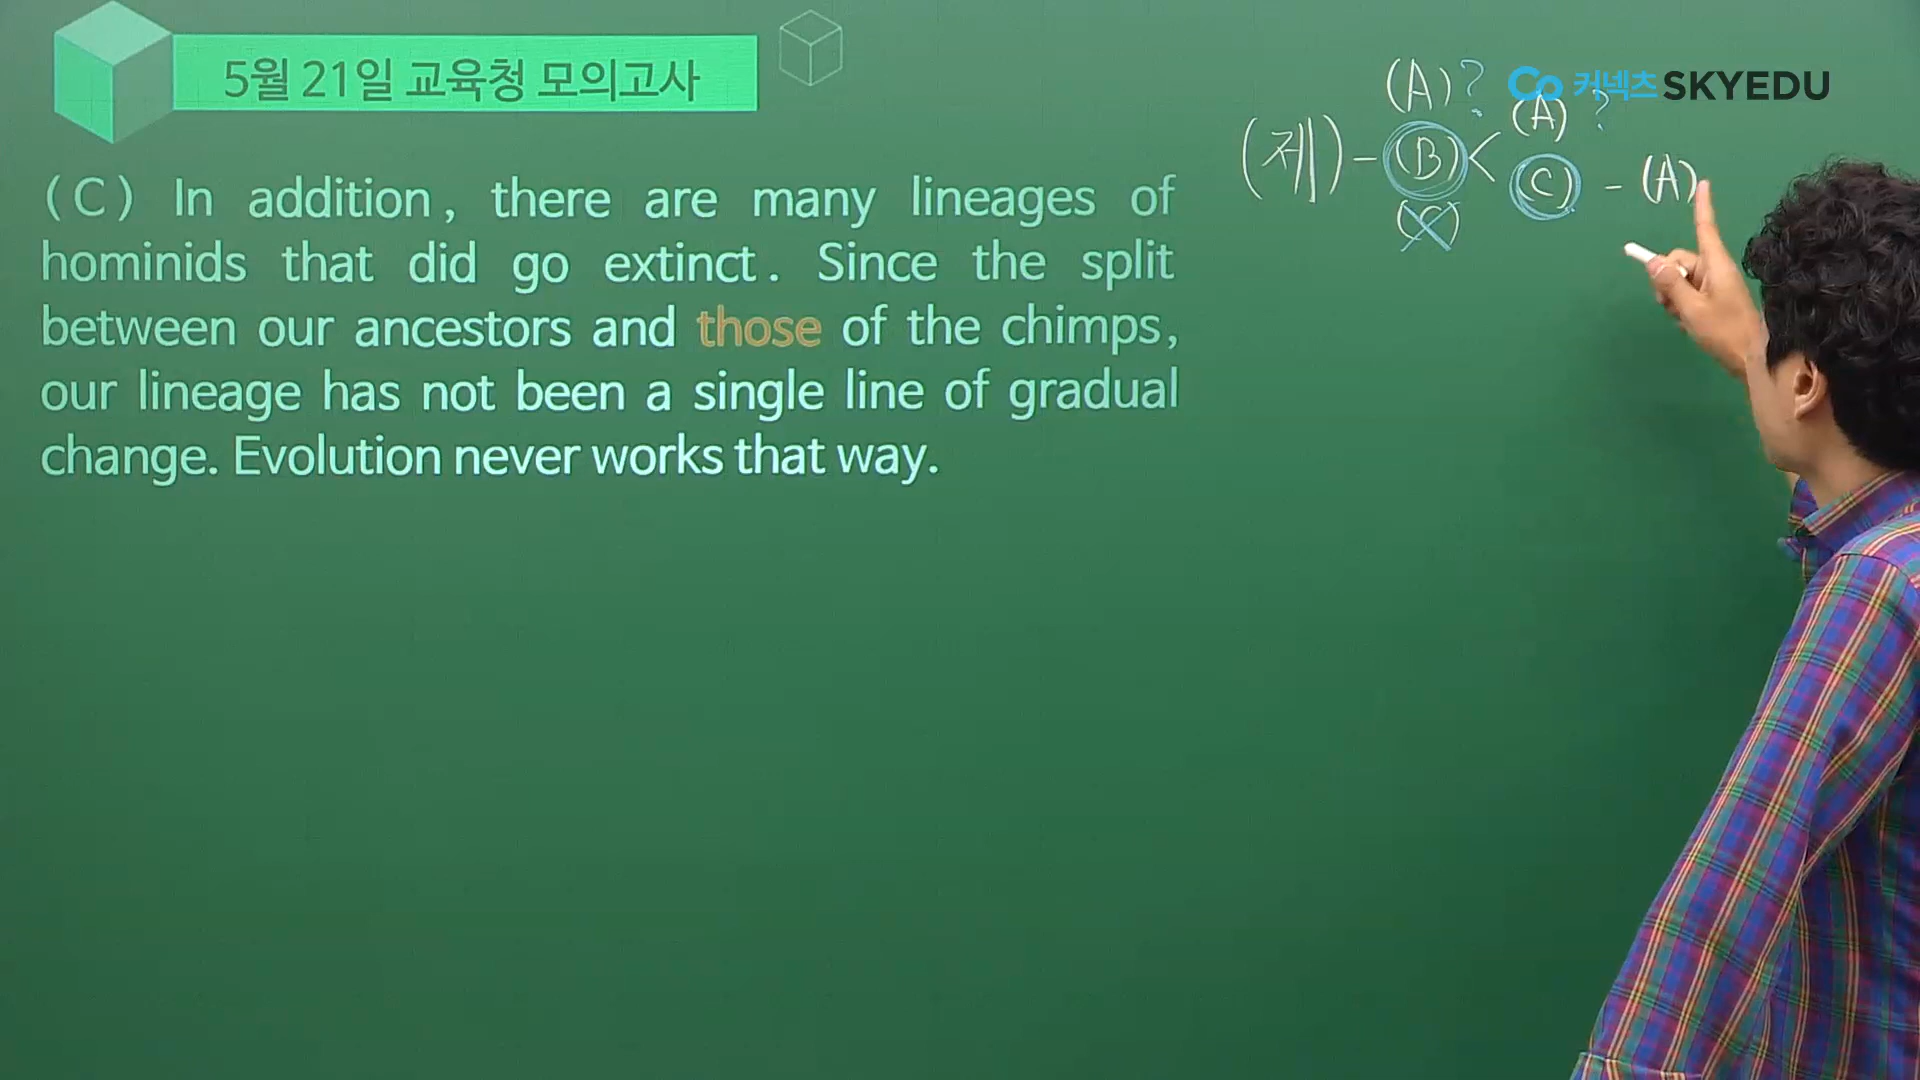 5월 21일 교육청 모의고사
커넥츠 SKYEDU
(C) In addition, there are many lineages of
hominids that did go extinct. Since the split
between our ancestors and those of the chimps,
our lineage has not been a single line of gradual
change. Evolution never works that way.
(A)?
(제) - (B) < (A)?
(C) - (A)
(C)